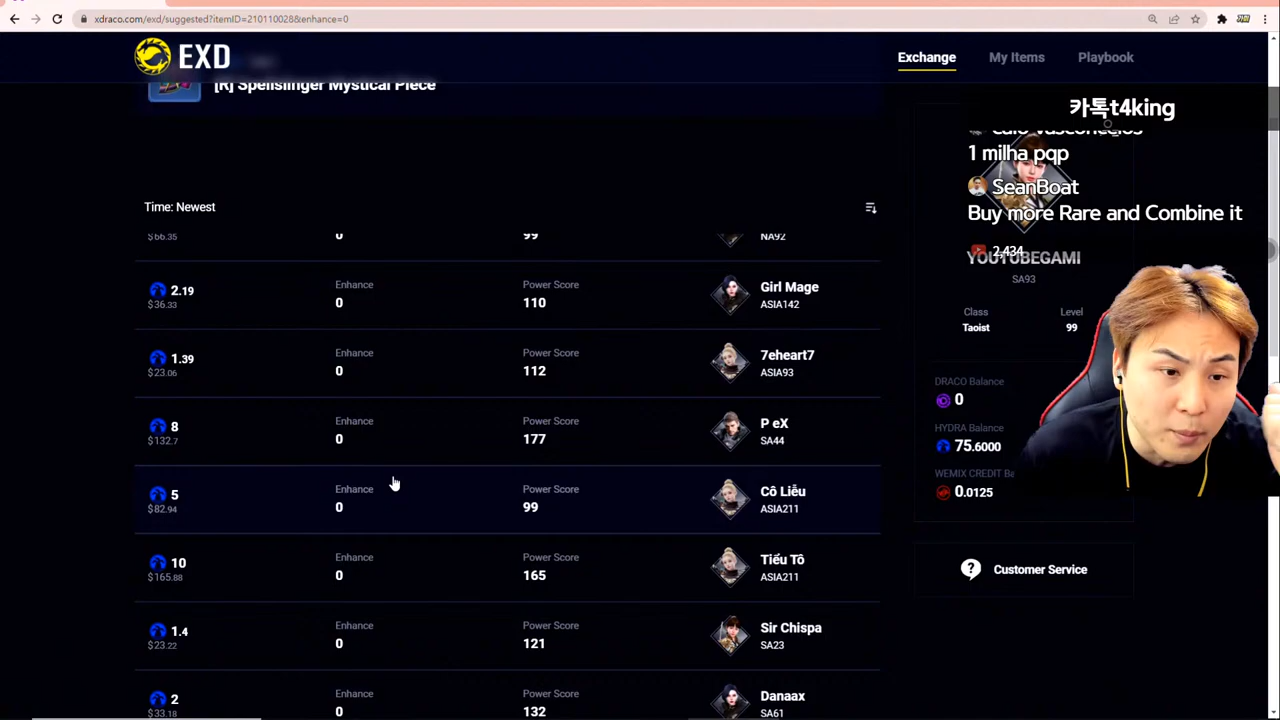 xdraco.com/exd/suggested?itemID=210110028&enhance=0
EXD
Exchange
My Items
Playbook
[R] Spellslinger Mystical Piece
카톡t4king
Caio Vasconcelos
1 milha pqp
SeanBoat
Buy more Rare and Combine it
2,434
YOUTUBEGAMI
SA93
Class
Level
Taoist
99
DRACO Balance
0
HYDRA Balance
75.6000
WEMIX CREDIT Ba
0.0125
Customer Service
Time: Newest
$66.35
0
99
NA92
2.19
$36.33
Enhance
0
Power Score
110
Girl Mage
ASIA142
1.39
$23.06
Enhance
0
Power Score
112
7eheart7
ASIA93
8
$132.7
Enhance
0
Power Score
177
P eX
SA44
5
$82.94
Enhance
0
Power Score
99
Cô Liễu
ASIA211
10
$165.88
Enhance
0
Power Score
165
Tiểu Tô
ASIA211
1.4
$23.22
Enhance
0
Power Score
121
Sir Chispa
SA23
2
$33.18
Enhance
0
Power Score
132
Danaax
SA61